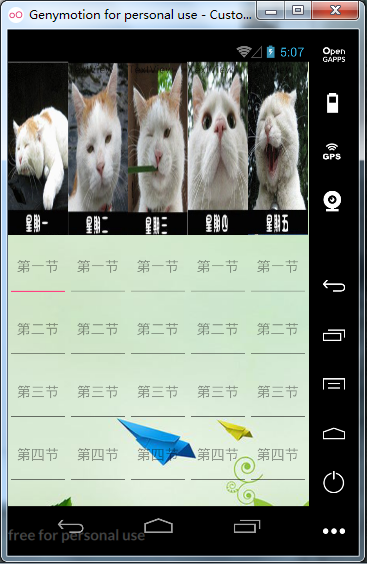 Genymotion for personal use - Custo...
5:07
Open
GAPPS
GPS
星期一 星期二 星期三 星期四 星期五
第一节 第一节 第一节 第一节 第一节
第二节 第二节 第二节 第二节 第二节
第三节 第三节 第三节 第三节 第三节
第四节 第四节 第四节 第四节 第四节
free for personal use